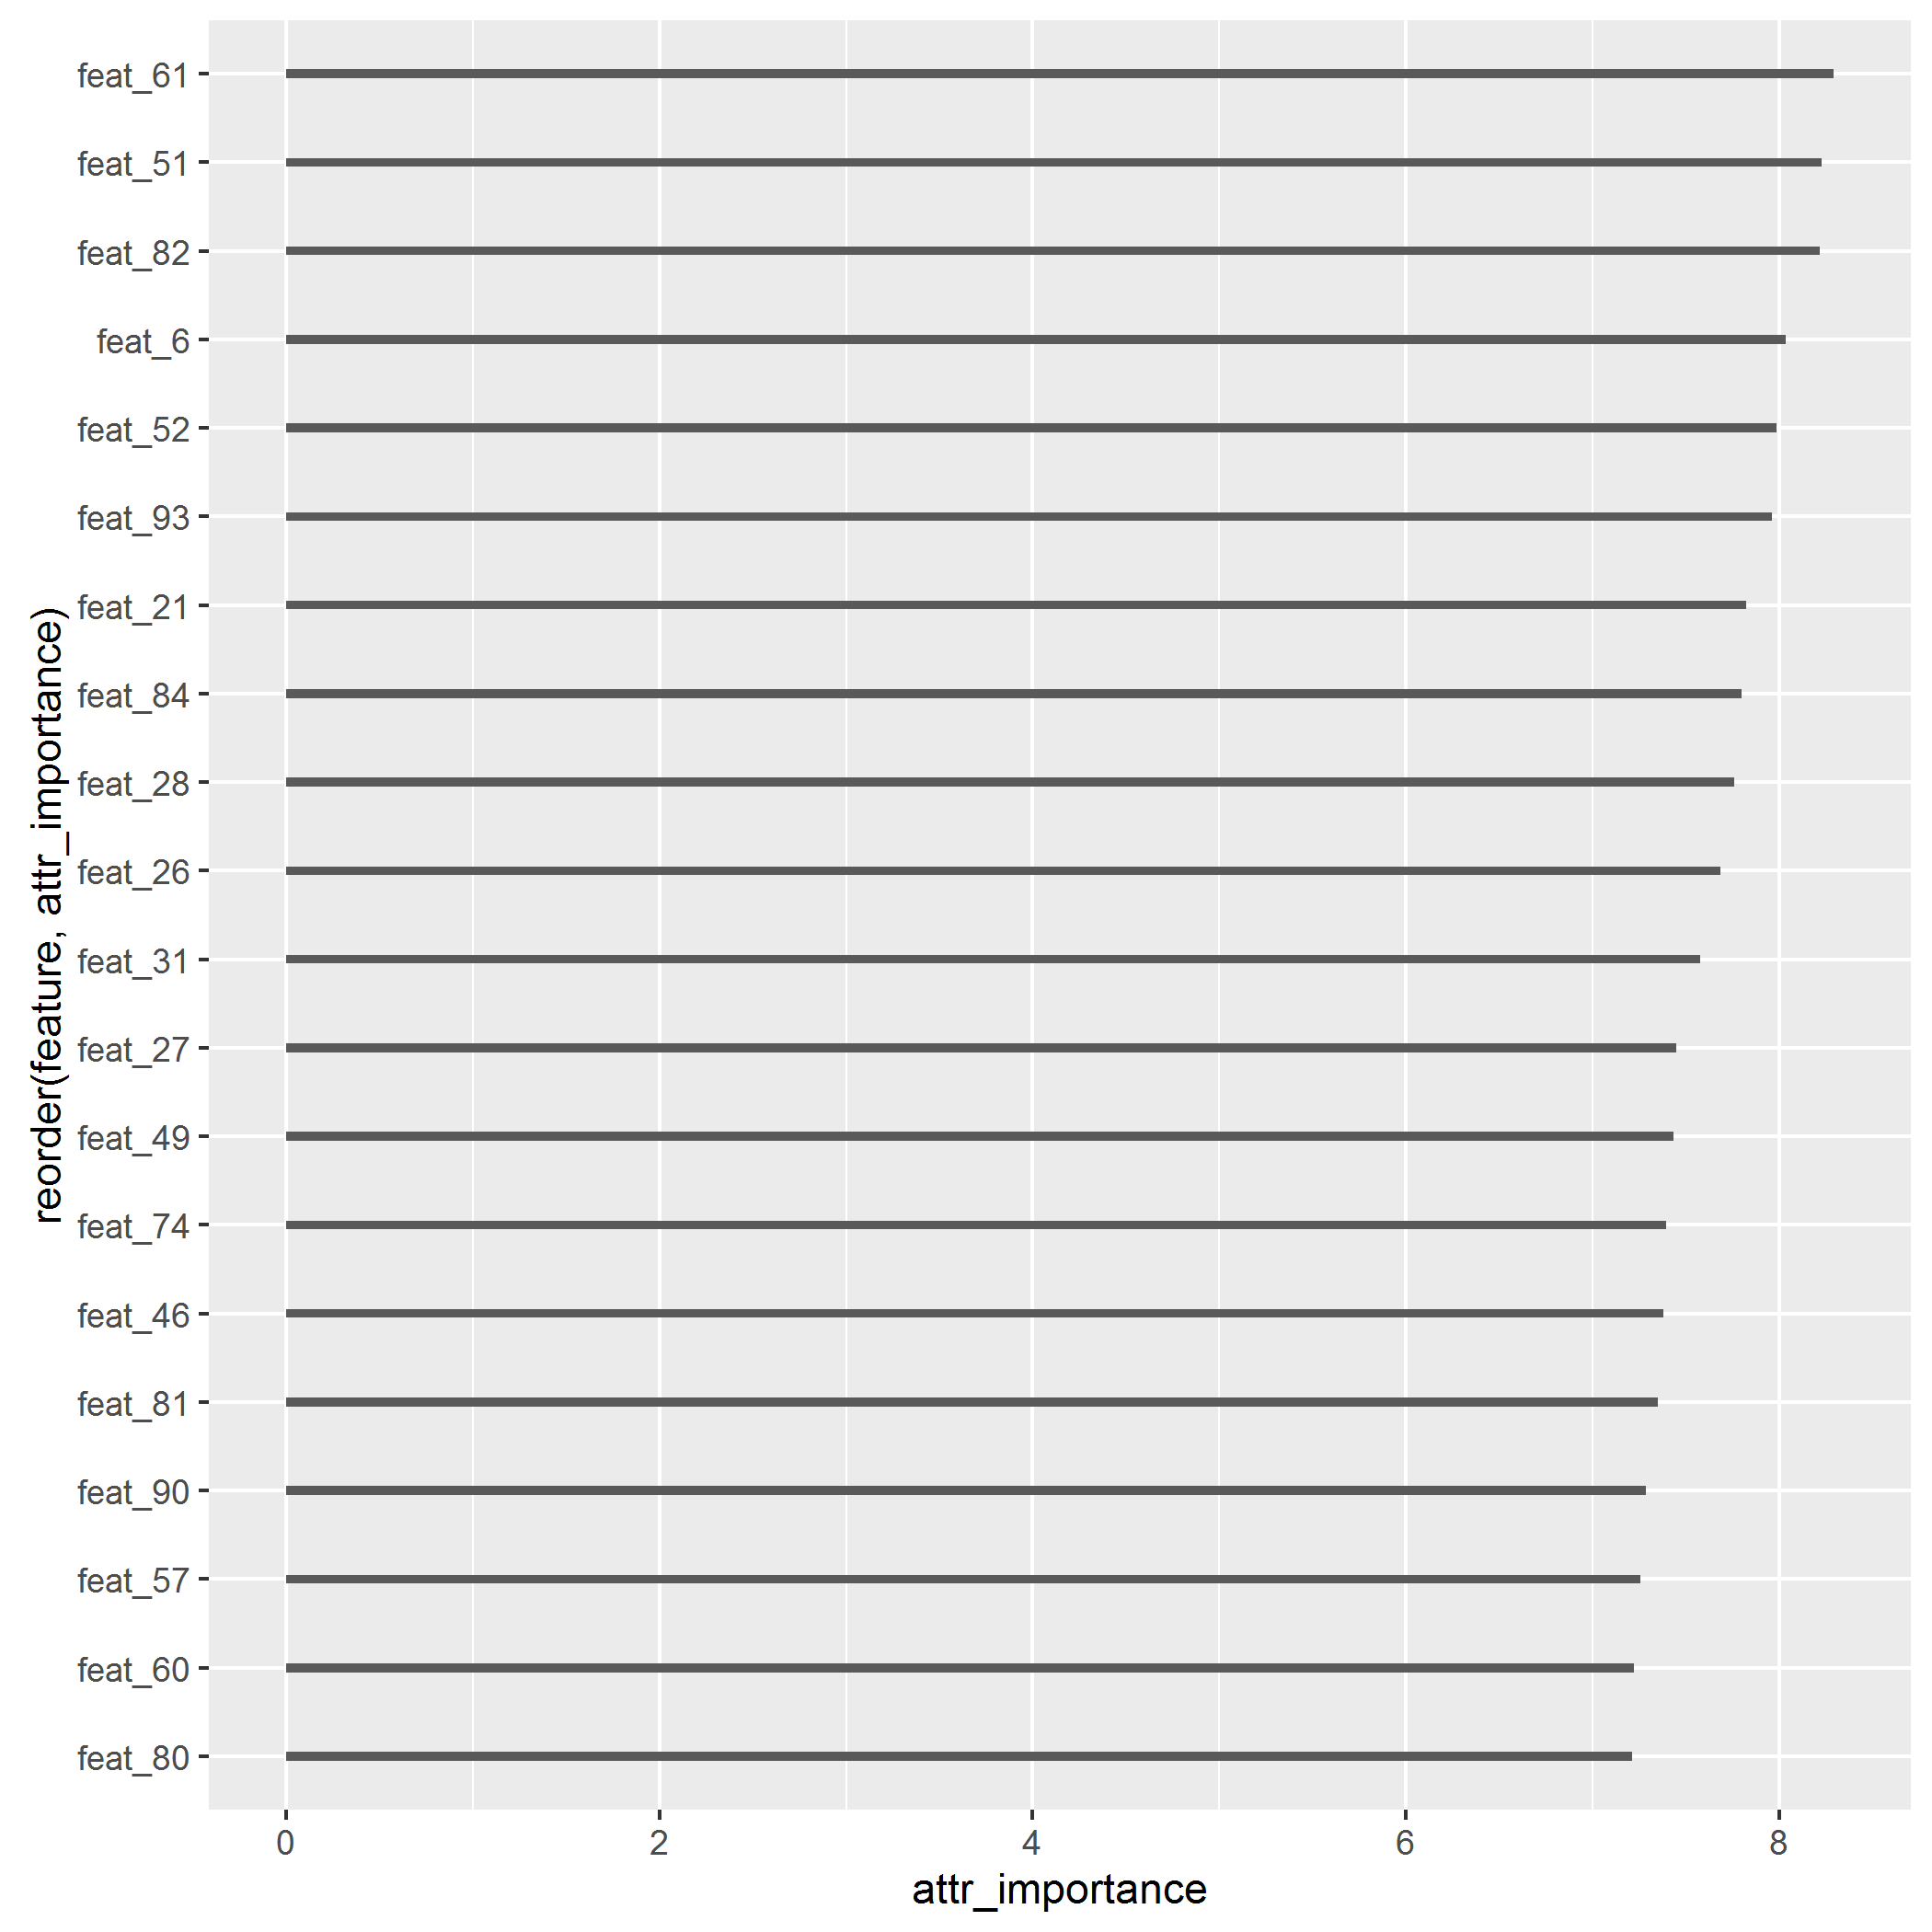 reorder(feature, attr_importance)
feat_61
feat_51
feat_82
feat_6
feat_52
feat_93
feat_21
feat_84
feat_28
feat_26
feat_31
feat_27
feat_49
feat_74
feat_46
feat_81
feat_90
feat_57
feat_60
feat_80
0 2 4 6 8
attr_importance